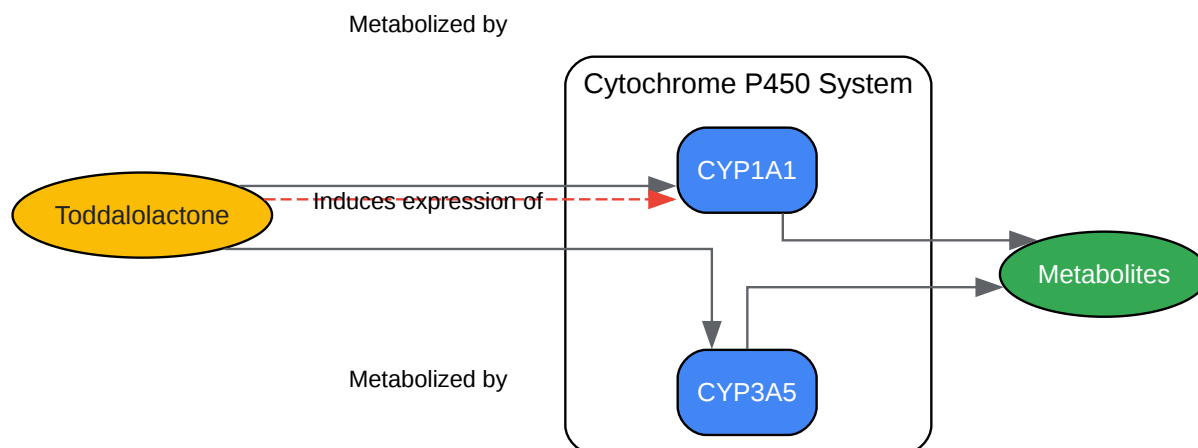 Metabolized by
Cytochrome P450 System
CYP1A1
Induces expression of
Toddalolactone
Metabolites
Metabolized by
CYP3A5